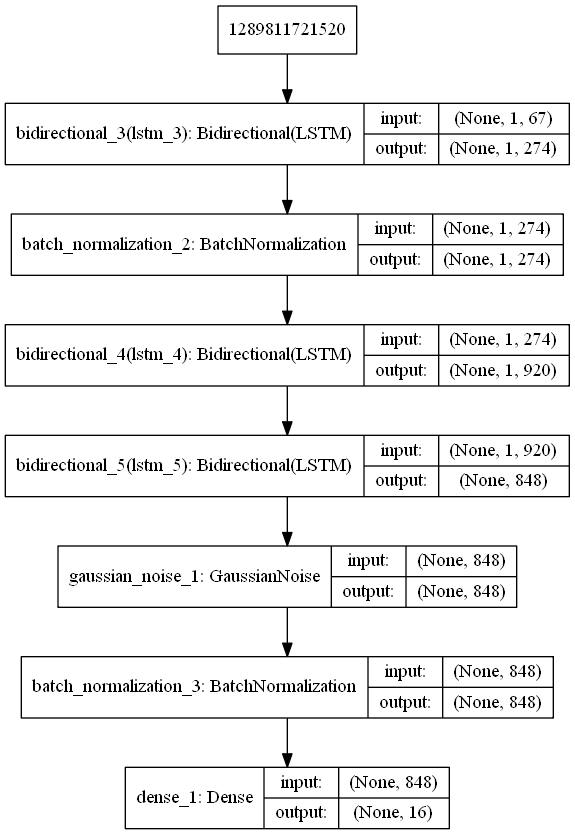 1289811721520
bidirectional_3(lstm_3): Bidirectional(LSTM)
input: (None, 1, 67)
output: (None, 1, 274)
batch_normalization_2: BatchNormalization
input: (None, 1, 274)
output: (None, 1, 274)
bidirectional_4(lstm_4): Bidirectional(LSTM)
input: (None, 1, 274)
output: (None, 1, 920)
bidirectional_5(lstm_5): Bidirectional(LSTM)
input: (None, 1, 920)
output: (None, 848)
gaussian_noise_1: GaussianNoise
input: (None, 848)
output: (None, 848)
batch_normalization_3: BatchNormalization
input: (None, 848)
output: (None, 848)
dense_1: Dense
input: (None, 848)
output: (None, 16)